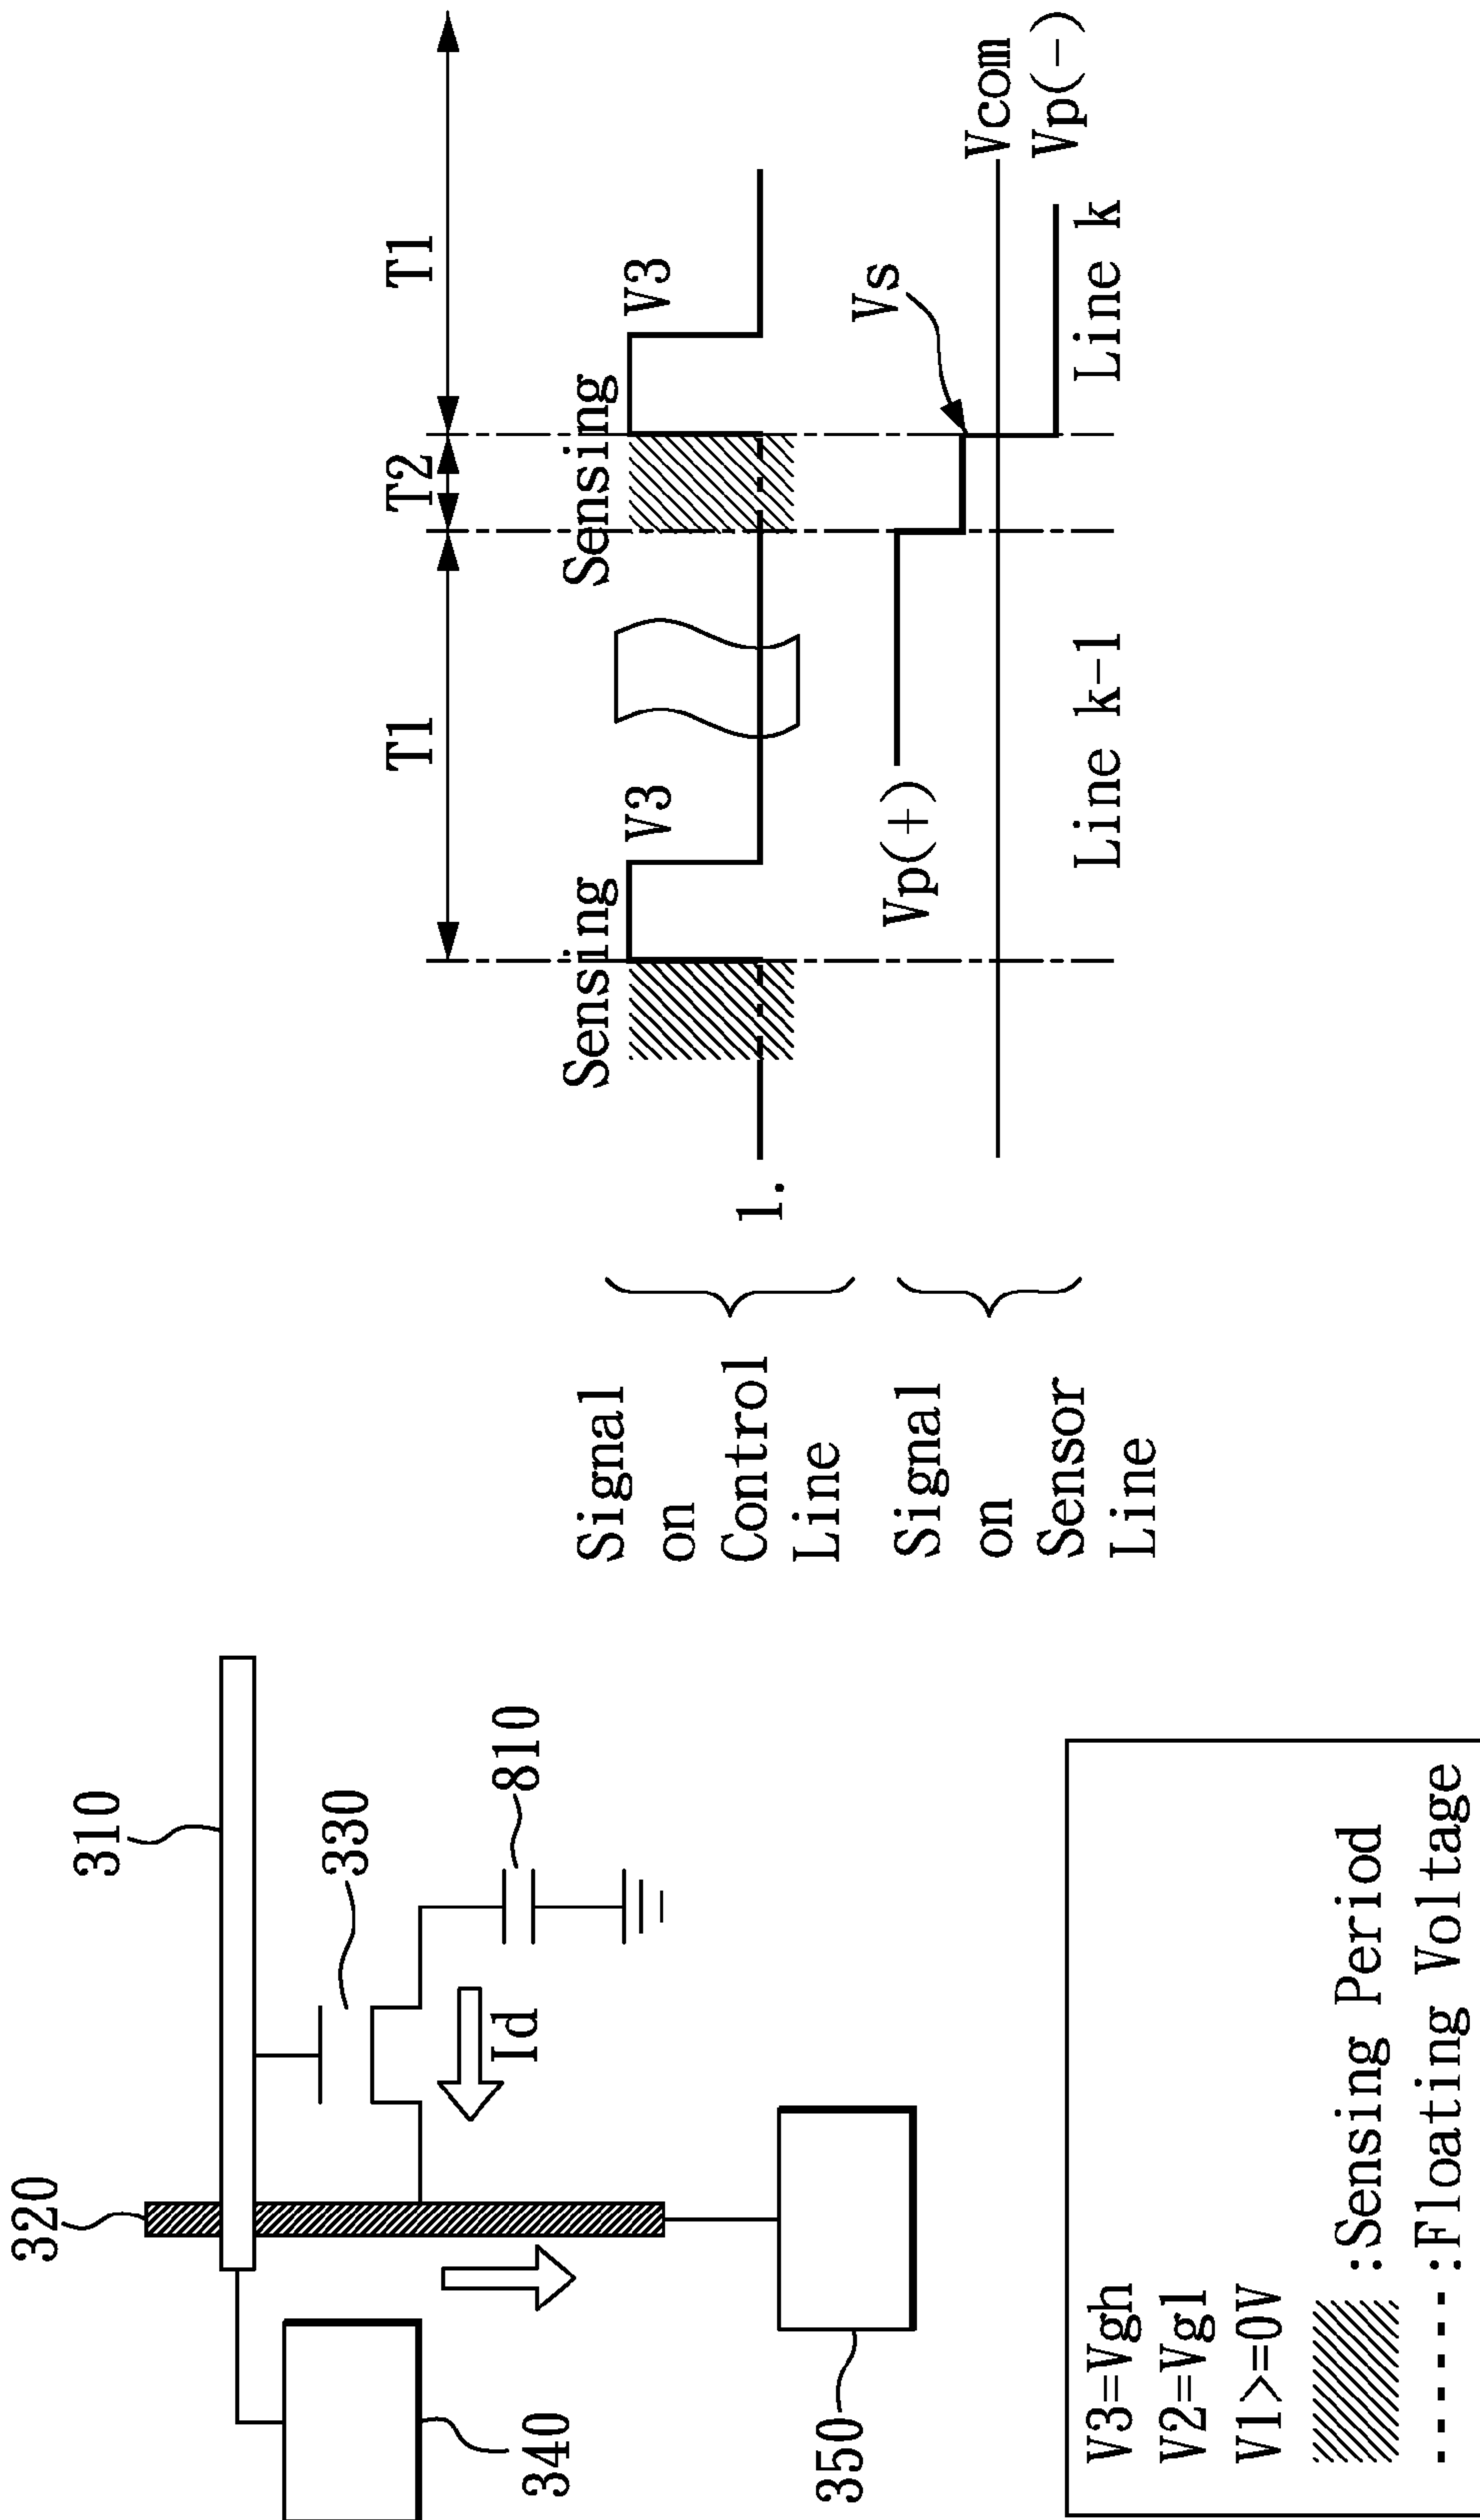 320
310
330
810
Id
340
350
V3=Vgh
V2=Vgl
V1>=0V
:Sensing Period
:Floating Voltage
T1
T2
T1
Signal
on
Control
Line
1.
Sensing
V3
Sensing
V3
Signal
on
Sensor
Line
Vp(+)
Vs
Vcom
Vp(-)
Line k-1
Line k